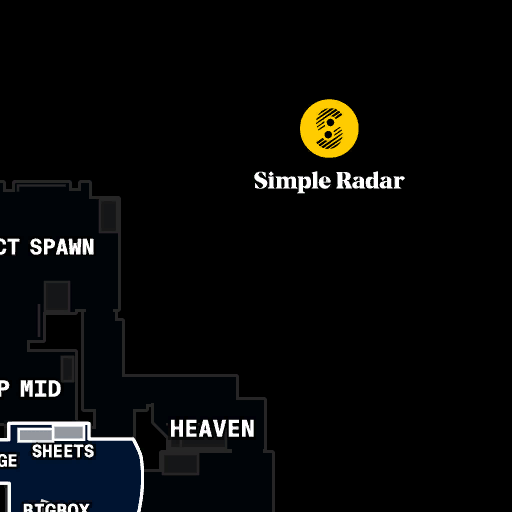 Simple Radar
CT SPAWN
P MID
HEAVEN
SHEETS
GE
BIGBOX